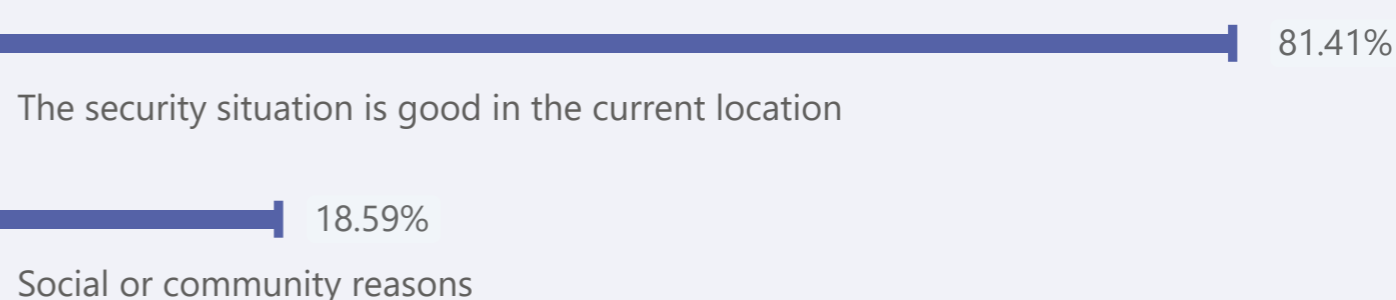 81.41%
The security situation is good in the current location
18.59%
Social or community reasons